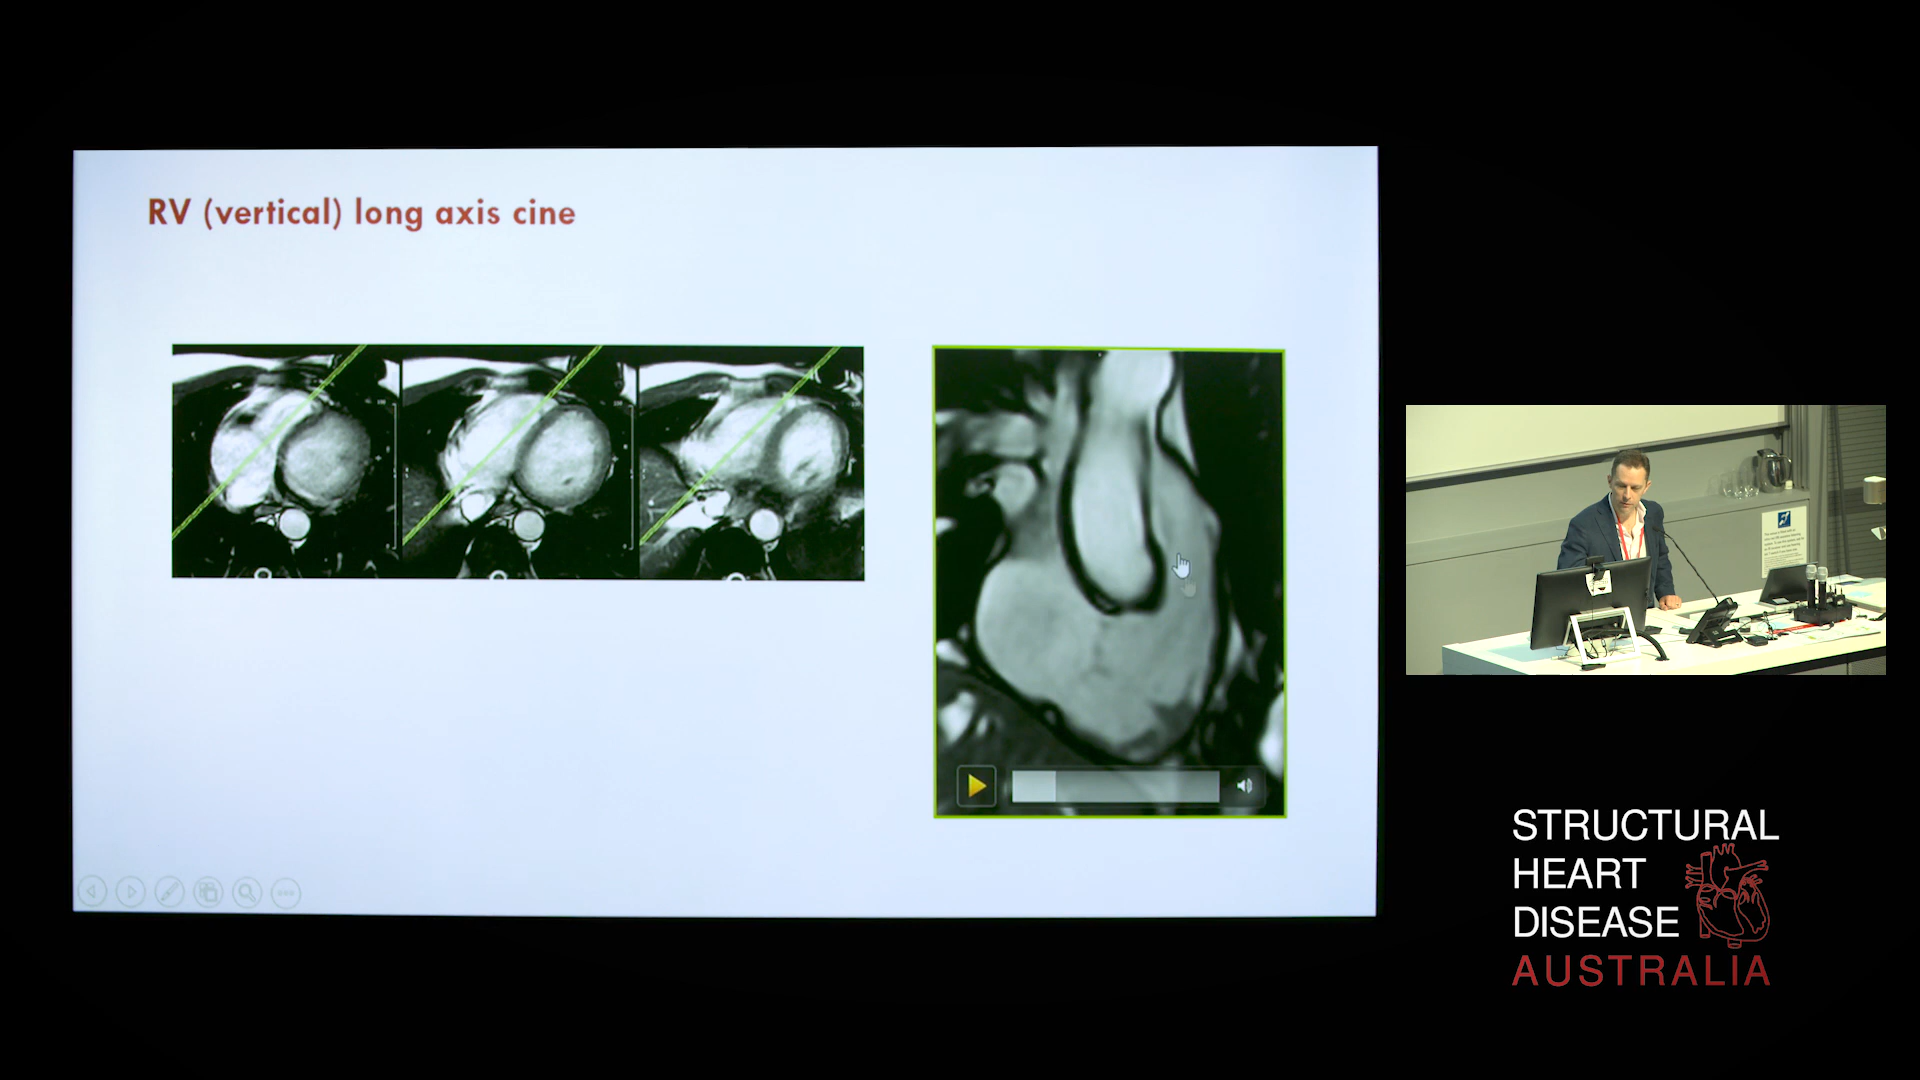 RV (vertical) long axis cine
STRUCTURAL
HEART
DISEASE
AUSTRALIA